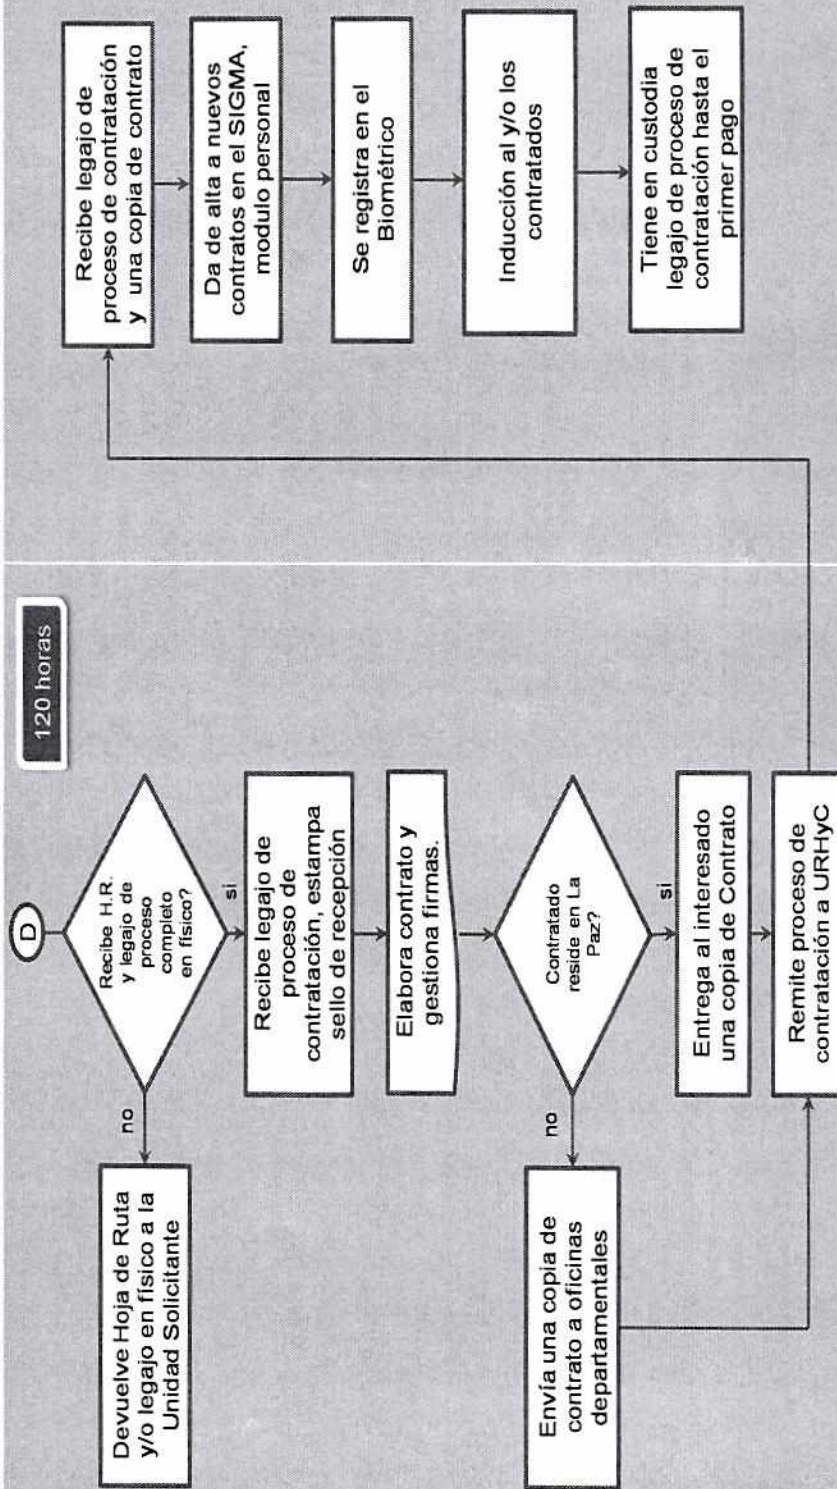 120 horas
D
Recibe H.R.
y legajo de
proceso
completo
en físico?
no
Devuelve Hoja de Ruta
y/o legajo en físico a la
Unidad Solicitante
si
Recibe legajo de
proceso de
contratación, estampa
sello de recepción
Elabora contrato y
gestiona firmas.
Contratado
reside en La
Paz?
no
Envía una copia de
contrato a oficinas
departamentales
si
Entrega al interesado
una copia de Contrato
Remite proceso de
contratación a URHyC
Recibe legajo de
proceso de contratación
y una copia de contrato
Da de alta a nuevos
contratos en el SIGMA,
modulo personal
Se registra en el
Biométrico
Inducción al y/o los
contratados
Tiene en custodia
legajo de proceso de
contratación hasta el
primer pago